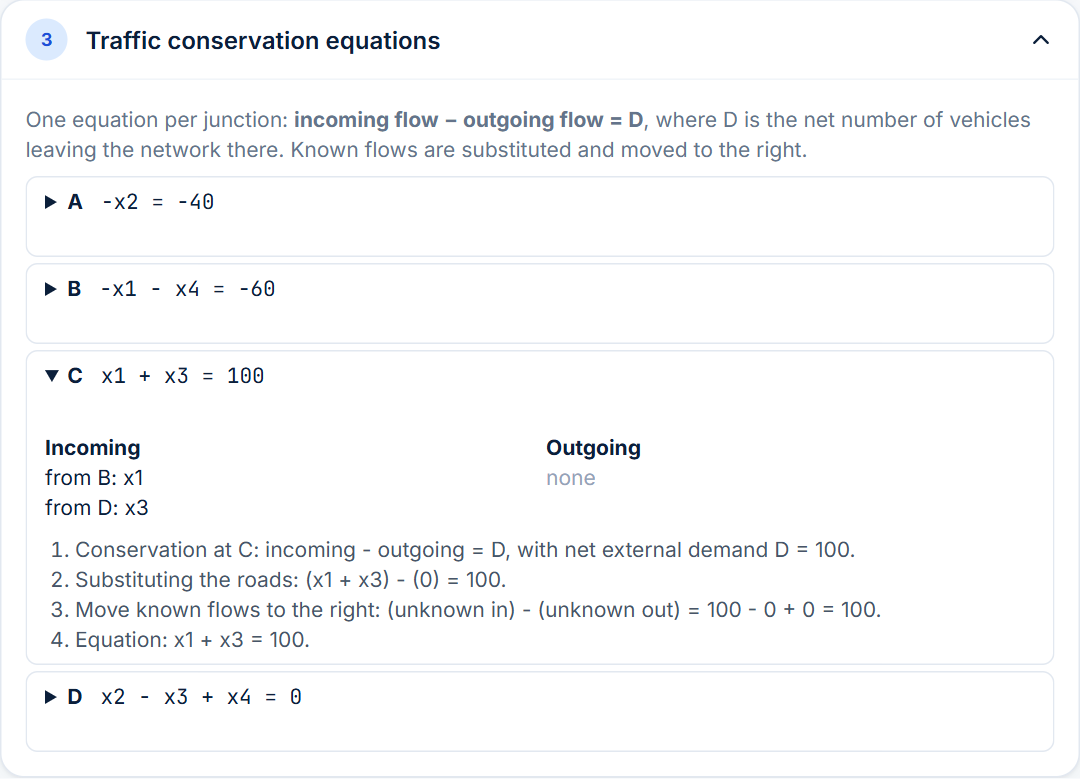 3 Traffic conservation equations
One equation per junction: incoming flow – outgoing flow = D, where D is the net number of vehicles
leaving the network there. Known flows are substituted and moved to the right.
A -x2 = -40
B -x1 - x4 = -60
C x1 + x3 = 100
Incoming Outgoing
from B: x1 none
from D: x3
1. Conservation at C: incoming - outgoing = D, with net external demand D = 100.
2. Substituting the roads: (x1 + x3) - (0) = 100.
3. Move known flows to the right: (unknown in) - (unknown out) = 100 - 0 + 0 = 100.
4. Equation: x1 + x3 = 100.
D x2 - x3 + x4 = 0